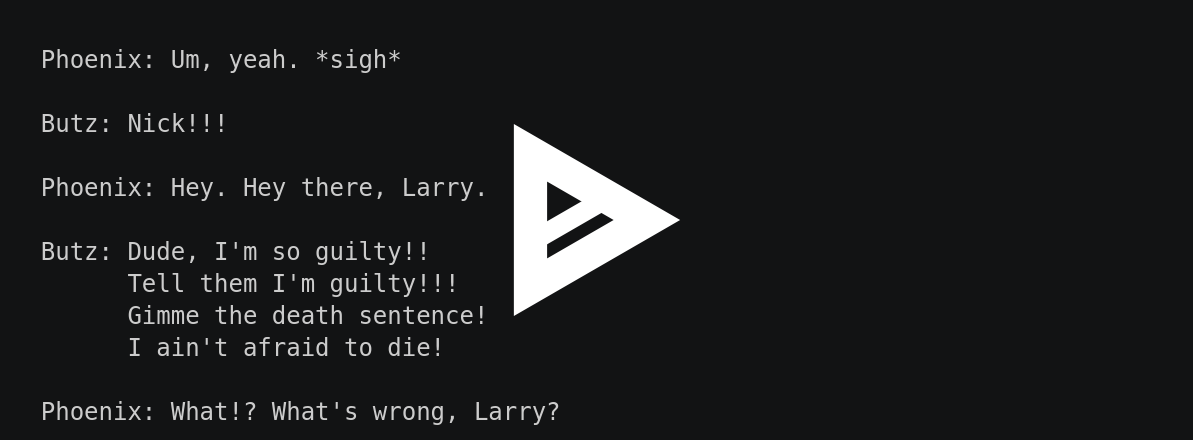 Phoenix: Um, yeah. *sigh*
Butz: Nick!!!
Phoenix: Hey. Hey there, Larry.
Butz: Dude, I'm so guilty!!
Tell them I'm guilty!!!
Gimme the death sentence!
I ain't afraid to die!
Phoenix: What!? What's wrong, Larry?